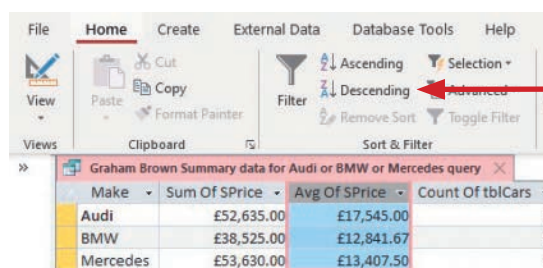 File Home Create External Data Database Tools Help
View Paste Cut Copy Format Painter Filter Ascending Descending Remove Sort Selection Advanced Toggle Filter
Views Clipboard Sort & Filter
» Graham Brown Summary data for Audi or BMW or Mercedes query
Make Sum Of SPrice Avg Of SPrice Count Of tblCars
Audi £52,635.00 £17,545.00
BMW £38,525.00 £12,841.67
Mercedes £53,630.00 £13,407.50